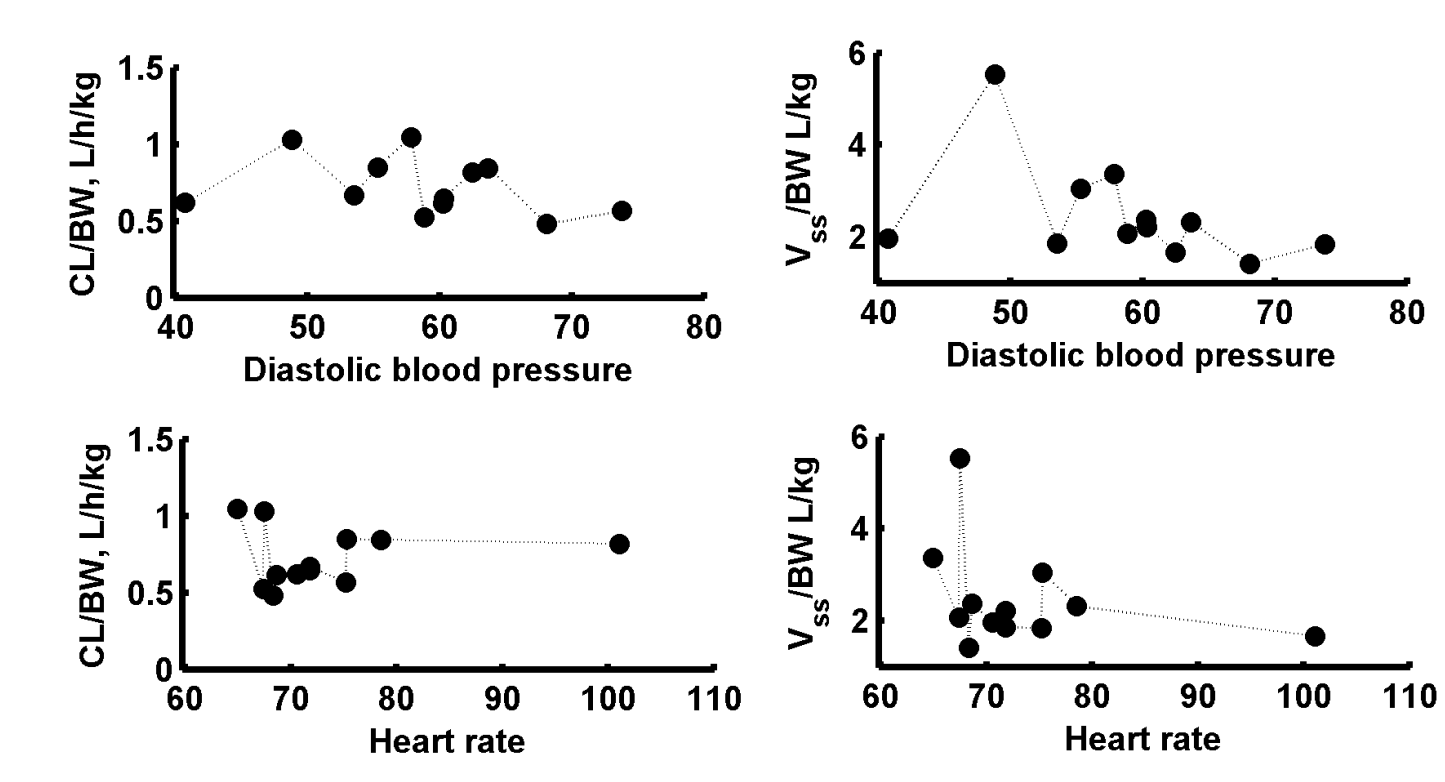 CL/BW, L/h/kg
1.5
1
0.5
0
40 50 60 70 80
Diastolic blood pressure
Vss/BW L/kg
6
4
2
40 50 60 70 80
Diastolic blood pressure
CL/BW, L/h/kg
1.5
1
0.5
0
60 70 80 90 100 110
Heart rate
Vss/BW L/kg
6
4
2
60 70 80 90 100 110
Heart rate